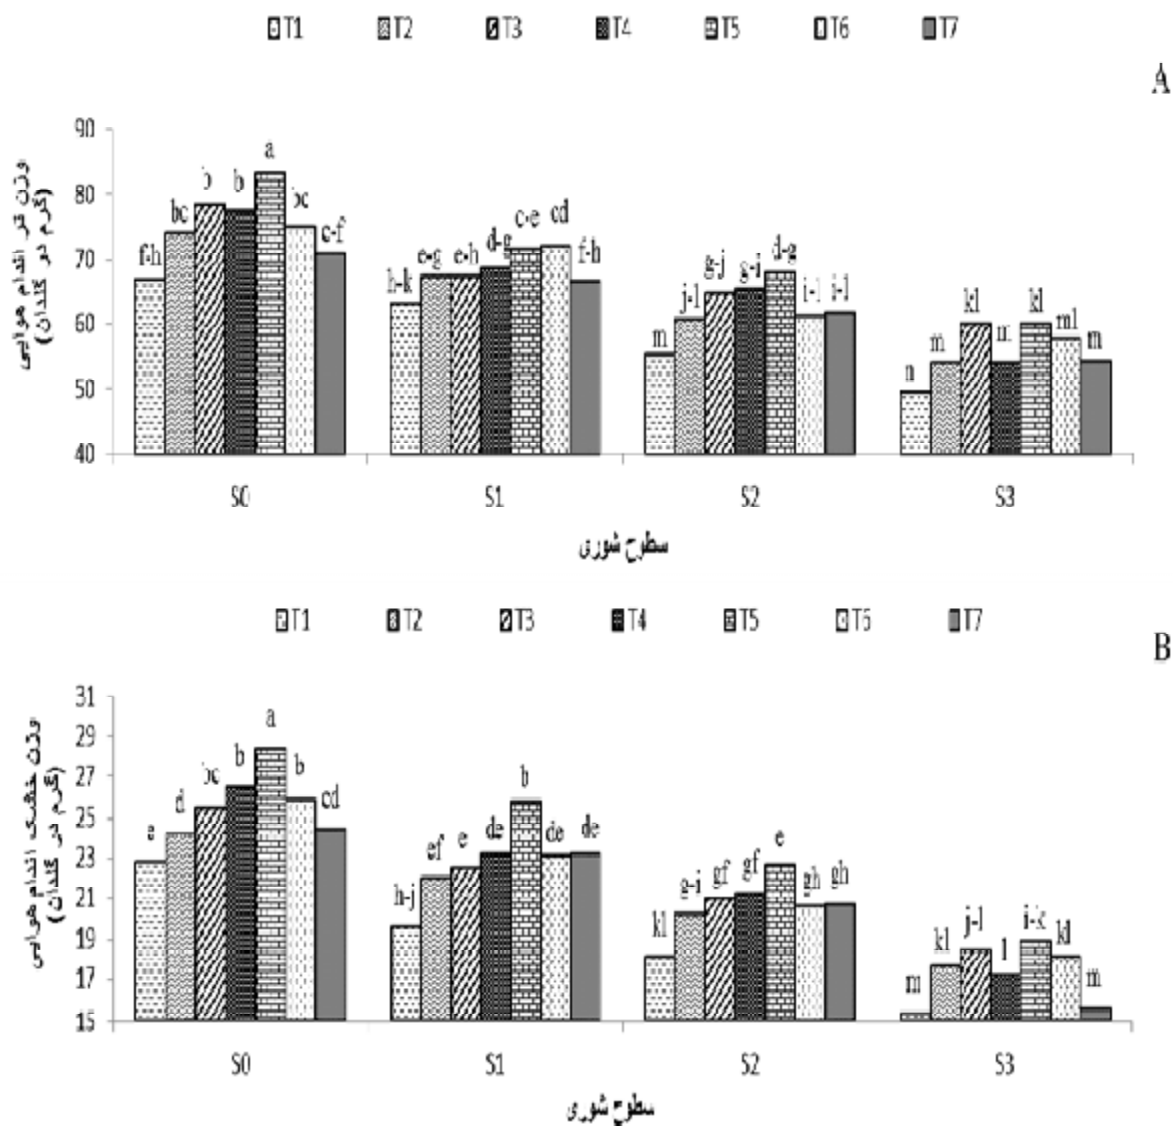 T1 T2 T3 T4 T5 T6 T7
A
وزن تر اندام هوایی
(گرم در گلدان)
90
80
70
60
50
40
f-h bc b b a bc c-f
h-k e-g e-h d-g c-e cd f-h
m j-l g-j g-i d-g i-l i-l
n m kl m kl ml m
S0 S1 S2 S3
سطوح شوری
T1 T2 T3 T4 T5 T6 T7
B
وزن خشک اندام هوایی
(گرم در گلدان)
31
29
27
25
23
21
19
17
15
e d bc b a b cd
h-j ef e de b de de
kl g-i gf gf e gh gh
m kl j-l l i-k kl m
S0 S1 S2 S3
سطوح شوری